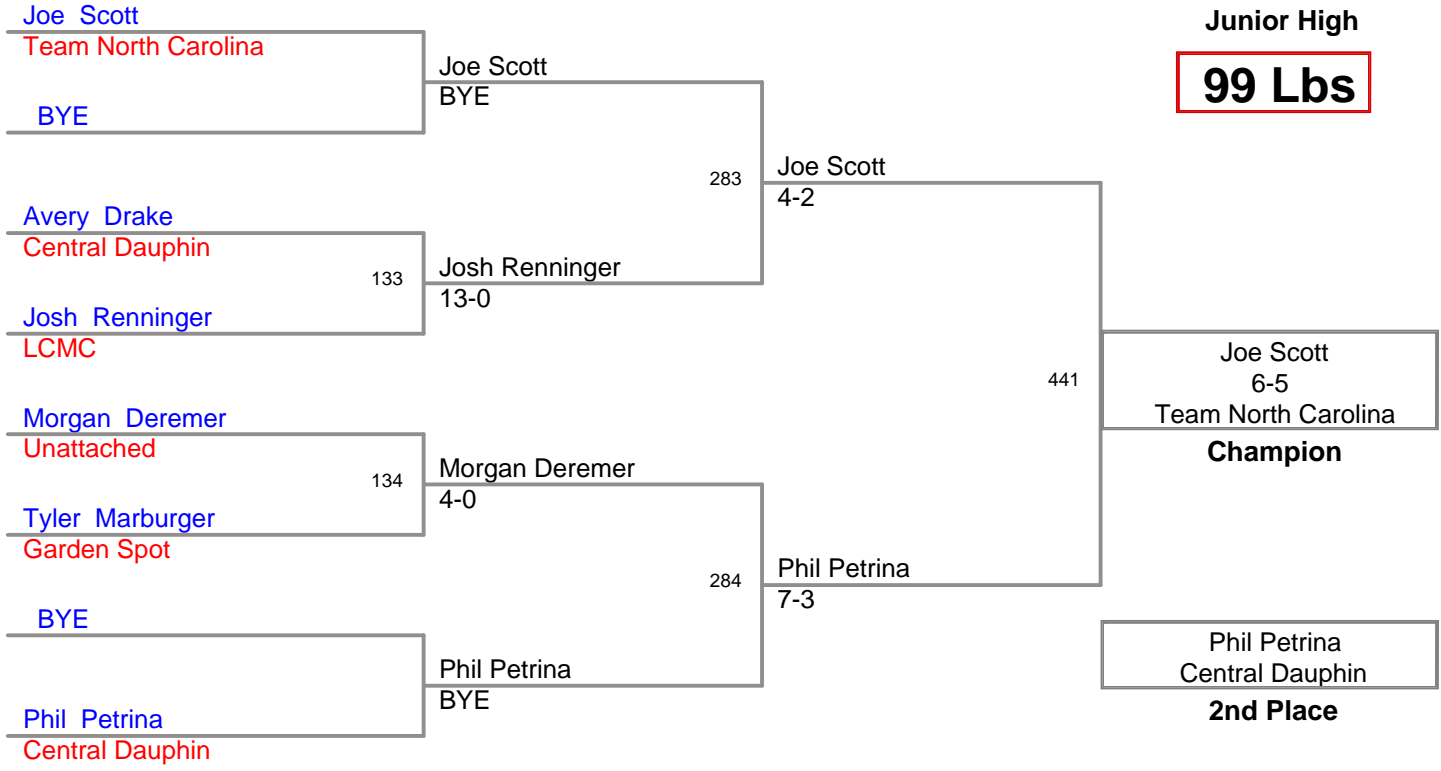 Joe Scott
Team North Carolina
BYE
Avery Drake
Central Dauphin
Josh Renninger
LCMC
Morgan Deremer
Unattached
Tyler Marburger
Garden Spot
BYE
Phil Petrina
Central Dauphin
133
134
Joe Scott
BYE
Josh Renninger
13-0
Morgan Deremer
4-0
Phil Petrina
BYE
283
284
Joe Scott
4-2
Phil Petrina
7-3
441
Junior High
99 Lbs
Joe Scott
6-5
Team North Carolina
Champion
Phil Petrina
Central Dauphin
2nd Place